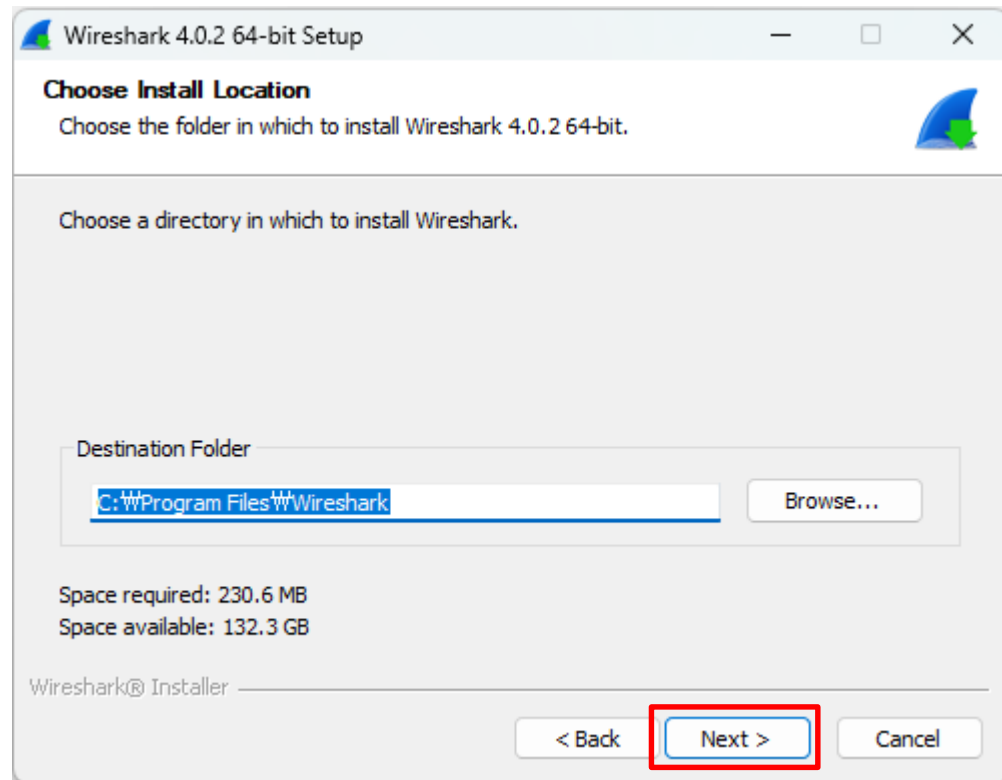 Wireshark 4.0.2 64-bit Setup
Choose Install Location
Choose the folder in which to install Wireshark 4.0.2 64-bit.
Choose a directory in which to install Wireshark.
Destination Folder
C:₩Program Files₩Wireshark
Browse...
Space required: 230.6 MB
Space available: 132.3 GB
Wireshark® Installer
< Back
Next >
Cancel